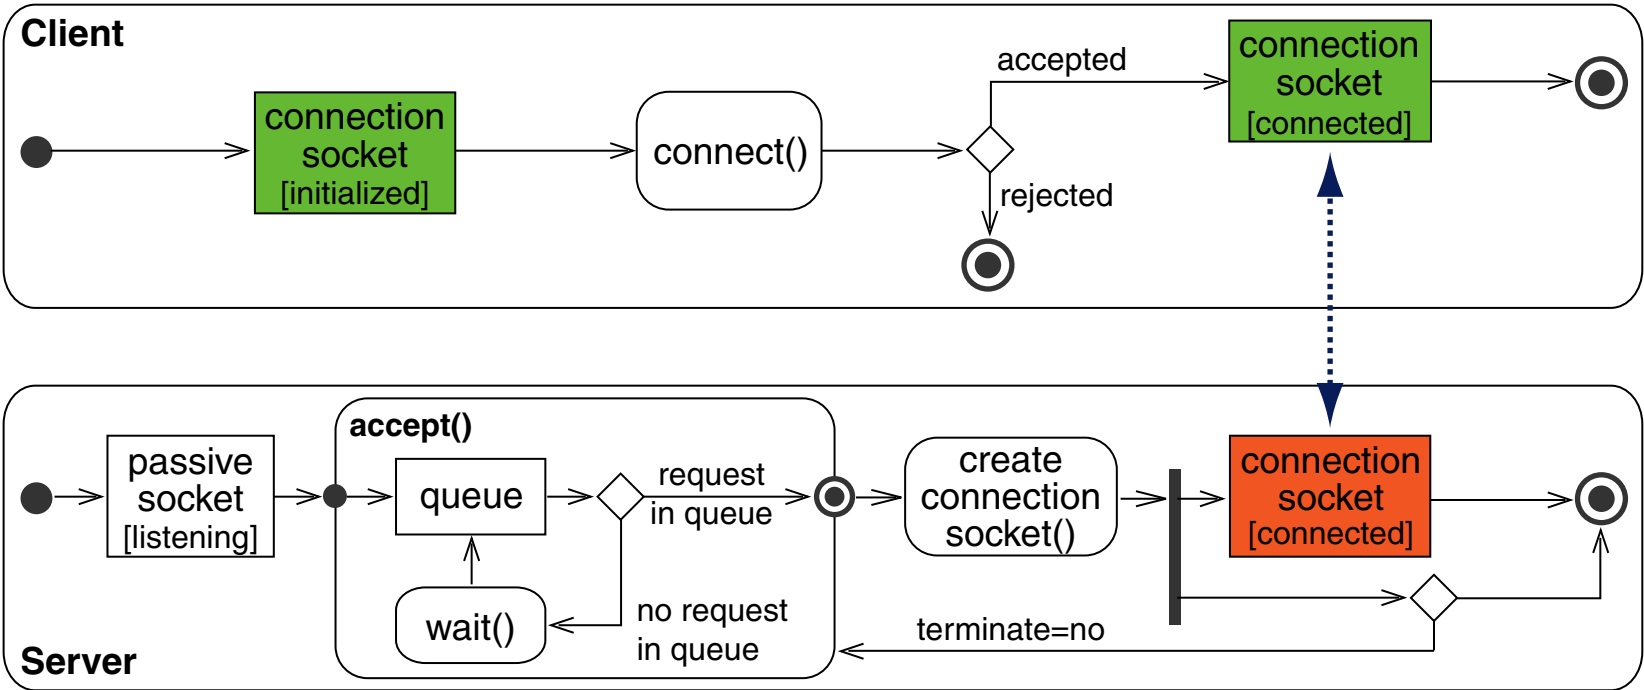 Client
connection
socket
[initialized]
connect()
accepted
rejected
connection
socket
[connected]
accept()
passive
socket
[listening]
queue
request
in queue
wait()
no request
in queue
create
connection
socket()
connection
socket
[connected]
terminate=no
Server